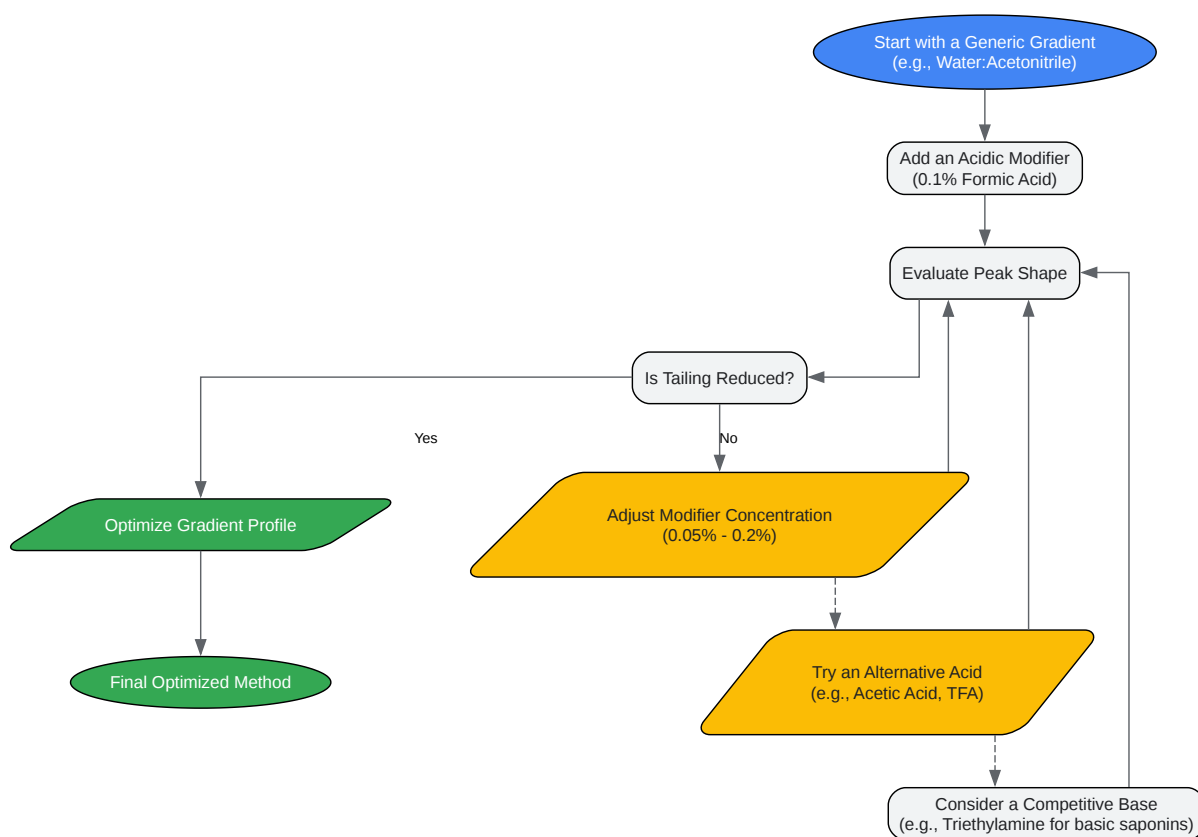 Start with a Generic Gradient
(e.g., Water:Acetonitrile)
Add an Acidic Modifier
(0.1% Formic Acid)
Evaluate Peak Shape
Is Tailing Reduced?
Yes
No
Optimize Gradient Profile
Adjust Modifier Concentration
(0.05% - 0.2%)
Final Optimized Method
Try an Alternative Acid
(e.g., Acetic Acid, TFA)
Consider a Competitive Base
(e.g., Triethylamine for basic saponins)